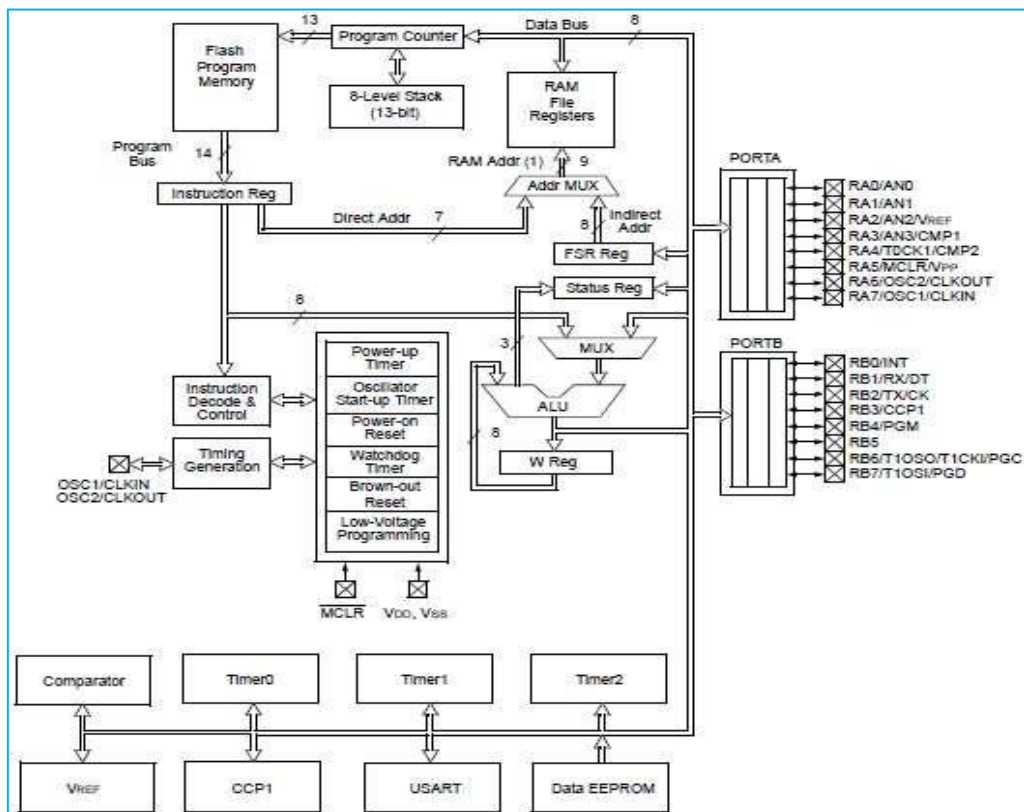 13
Data Bus
8
Program Counter
Flash
Program
Memory
8-Level Stack
(13-bit)
RAM
File
Registers
Program
Bus
14
RAM Addr (1)
9
Addr MUX
Instruction Reg
Direct Addr
7
8
Indirect
Addr
FSR Reg
Status Reg
8
3
MUX
Power-up
Timer
Oscillator
Start-up Timer
Power-on
Reset
Watchdog
Timer
Brown-out
Reset
Low-Voltage
Programming
Instruction
Decode &
Control
Timing
Generation
OSC1/CLKIN
OSC2/CLKOUT
ALU
8
W Reg
MCLR
VDD, VSS
PORTA
RA0/AN0
RA1/AN1
RA2/AN2/VREF
RA3/AN3/CMP1
RA4/T0CK1/CMP2
RA5/MCLR/VPP
RA6/OSC2/CLKOUT
RA7/OSC1/CLKIN
PORTB
RB0/INT
RB1/RX/DT
RB2/TX/CK
RB3/CCP1
RB4/PGM
RB5
RB6/T1OSO/T1CKI/PGC
RB7/T1OSI/PGD
Comparator
Timer0
Timer1
Timer2
VREF
CCP1
USART
Data EEPROM